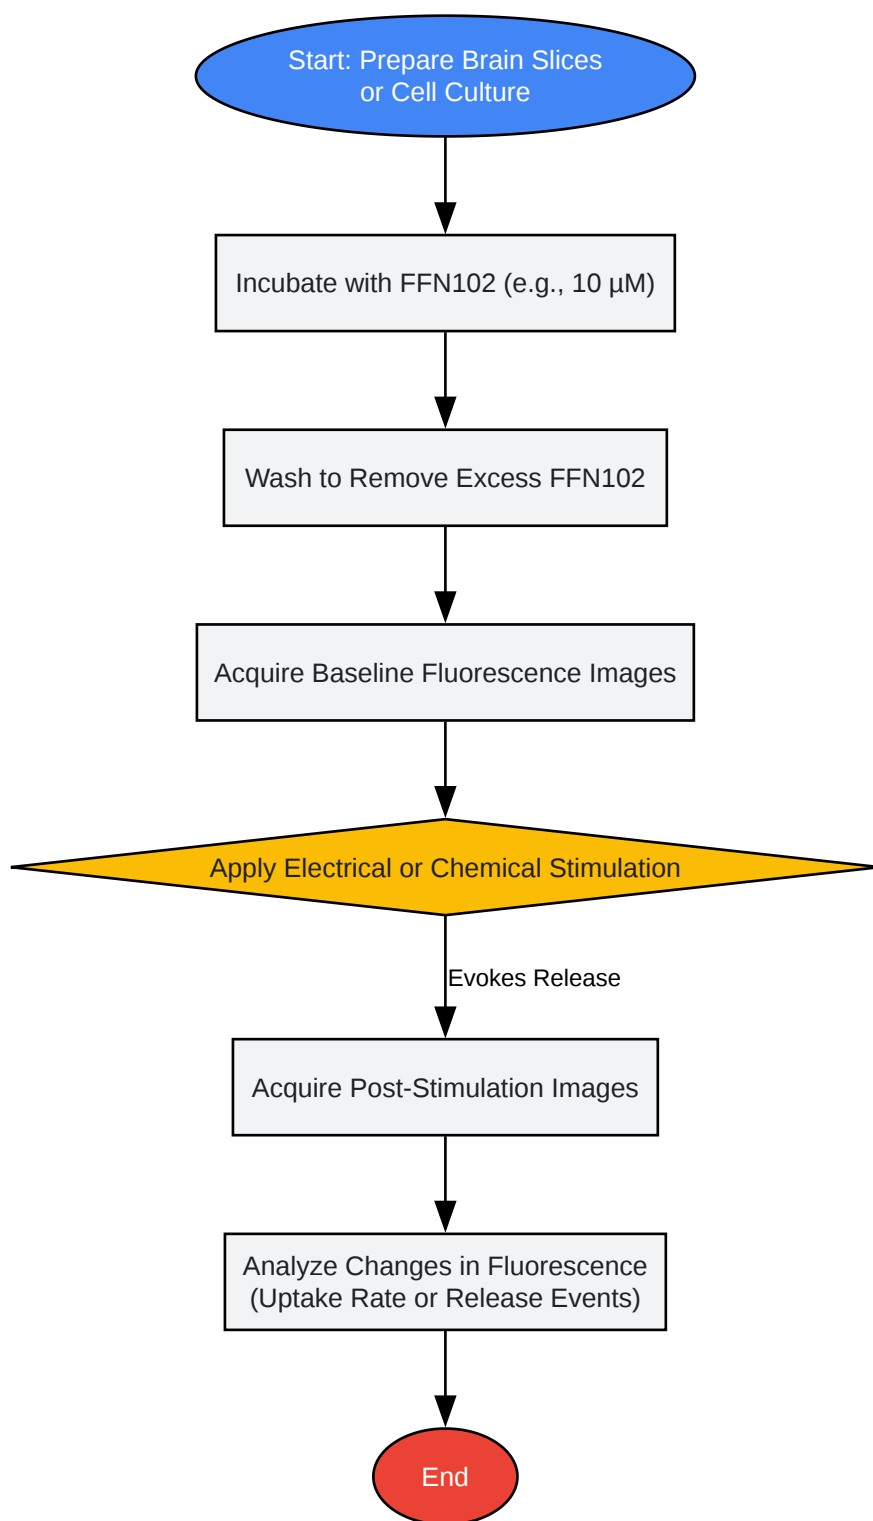 Start: Prepare Brain Slices
or Cell Culture
Incubate with FFN102 (e.g., 10 µM)
Wash to Remove Excess FFN102
Acquire Baseline Fluorescence Images
Apply Electrical or Chemical Stimulation
Evokes Release
Acquire Post-Stimulation Images
Analyze Changes in Fluorescence
(Uptake Rate or Release Events)
End